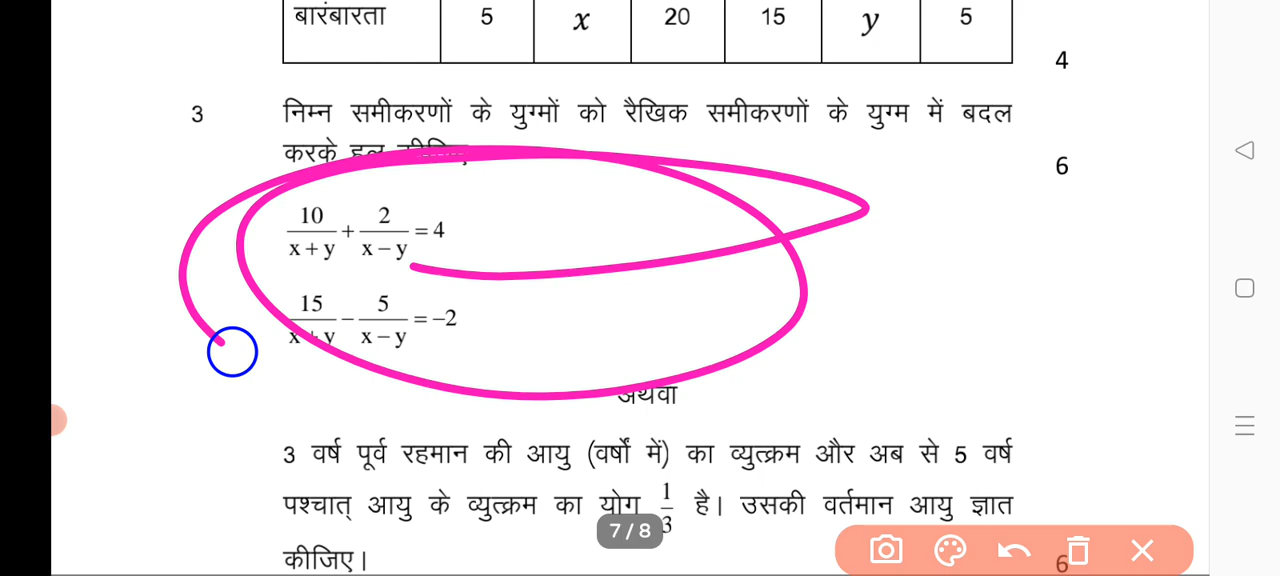 बारंबारता 5 x 20 15 y 5
4
3 निम्न समीकरणों के युग्मों को रैखिक समीकरणों के युग्म में बदल
करके हल कीजिए
6
10/(x + y) + 2/(x − y) = 4
15/(x + y) − 5/(x − y) = −2
अथवा
3 वर्ष पूर्व रहमान की आयु (वर्षों में) का व्युत्क्रम और अब से 5 वर्ष
पश्चात् आयु के व्युत्क्रम का योग 1/3 है। उसकी वर्तमान आयु ज्ञात
7 / 8
कीजिए।
6